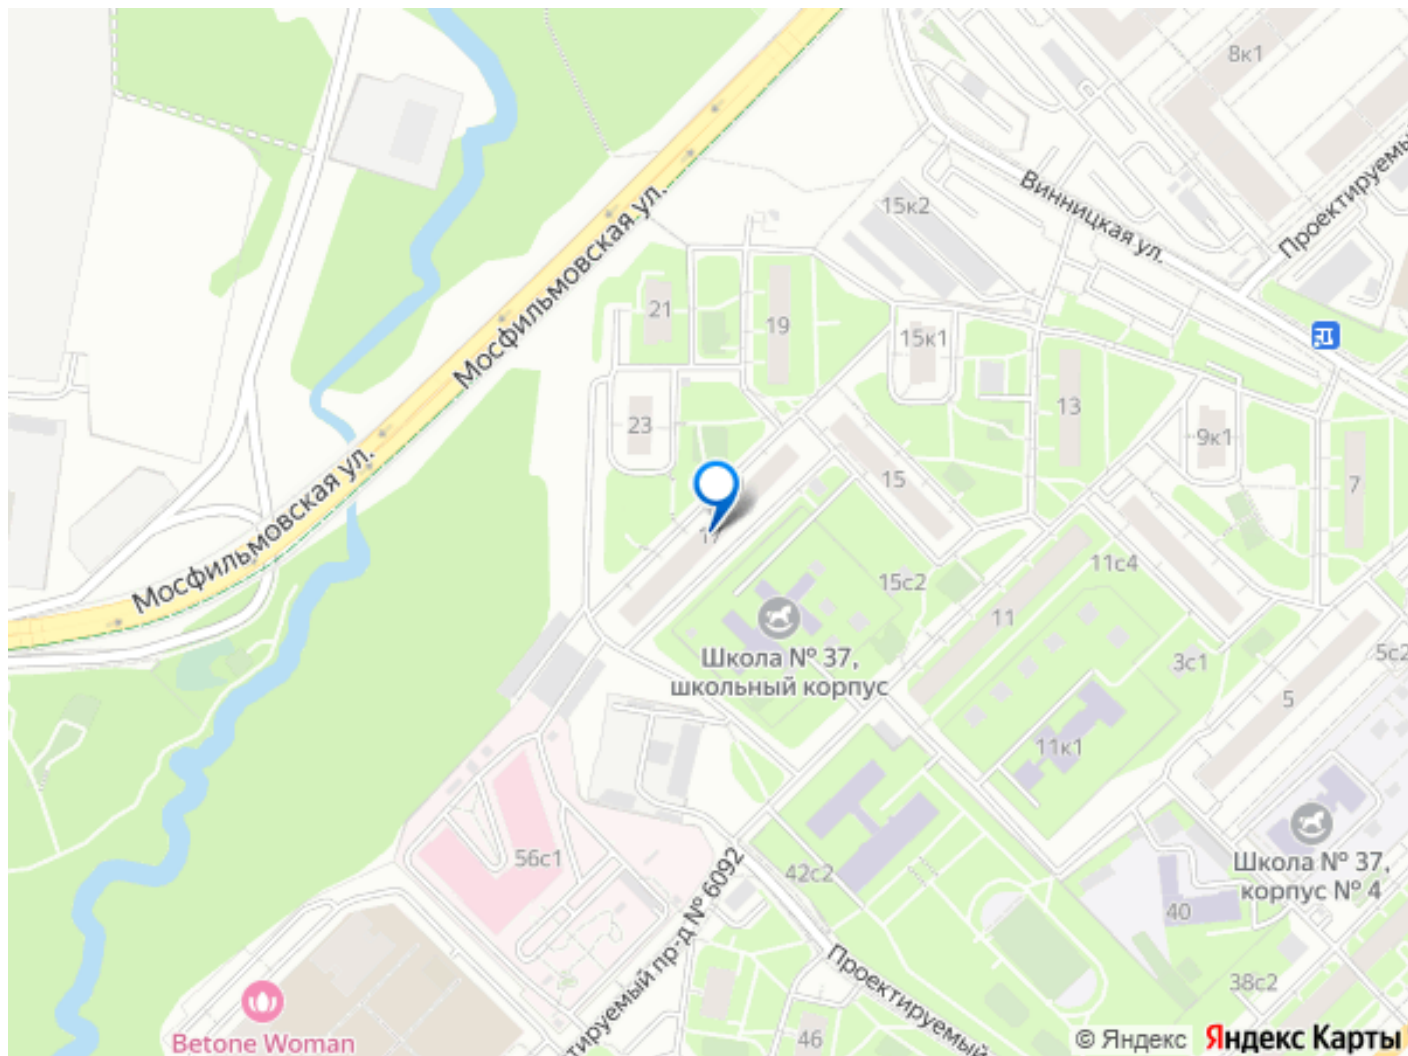 8к1
Проектируемый
Винницкая ул.
15к2
Мосфильмовская ул.
21
19
15к1
13
9к1
7
23
15
17
Мосфильмовская ул.
15с2
11
11с4
Школа № 37,
школьный корпус
3с1
5с2
5
11к1
56с1
42с2
Школа № 37,
корпус № 4
40
тируемый пр-д № 6092
Проектируемый
38с2
46
Betone Woman
© Яндекс
Яндекс Карты